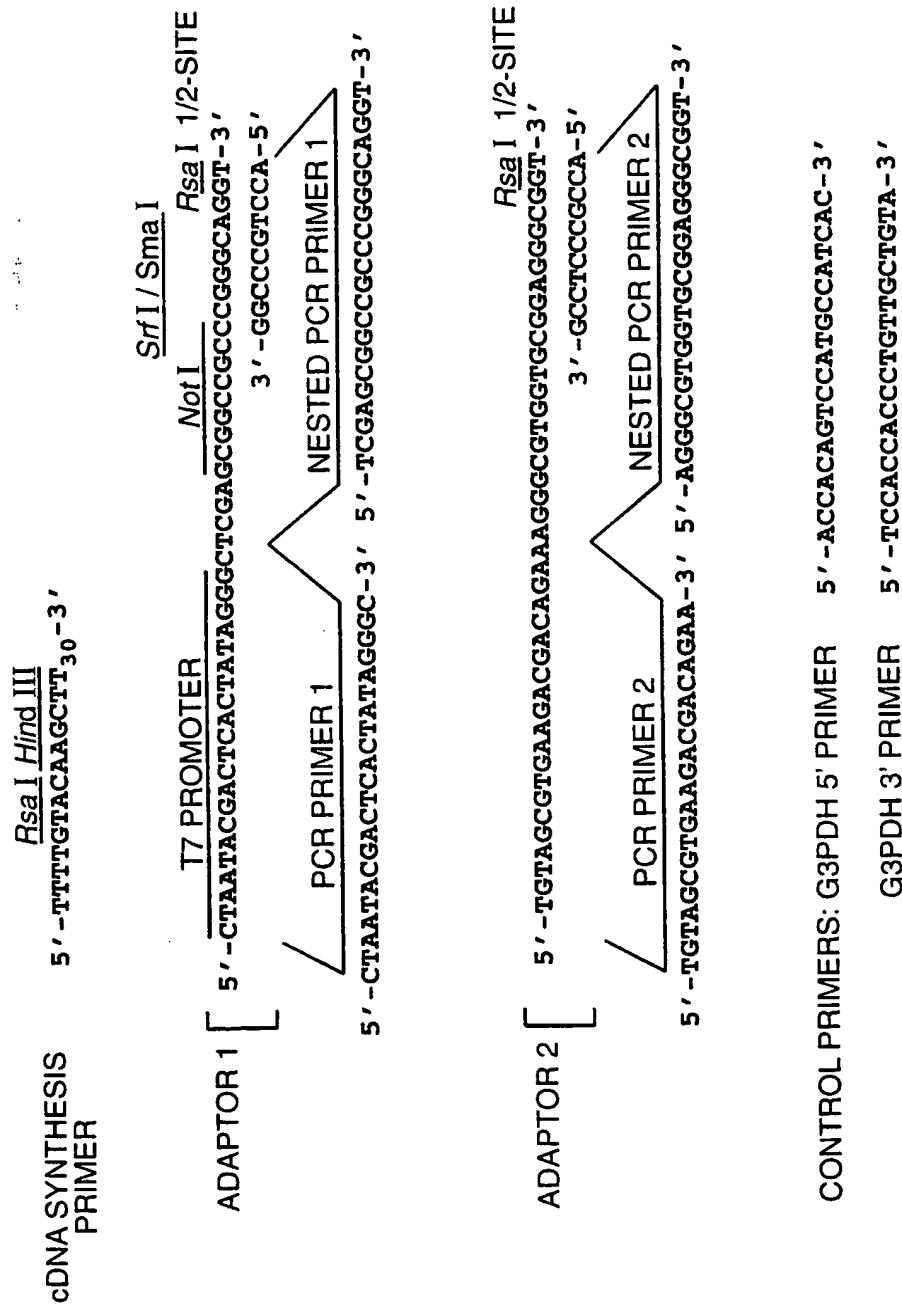 Rsa I Hind III
cDNA SYNTHESIS PRIMER 5'-TTTTGTACAAGCTT30-3'
Srf I / Sma I
T7 PROMOTER Not I Rsa I 1/2-SITE
ADAPTOR 1 5'-CTAATACGACTCACTATAGGGCTCGAGCGGCCGCCCGGGCAGGT-3'
3'-GGCCCGTCCA-5'
PCR PRIMER 1 NESTED PCR PRIMER 1
5'-CTAATACGACTCACTATAGGGC-3' 5'-TCGAGCGGCCGCCCGGGCAGGT-3'
Rsa I 1/2-SITE
ADAPTOR 2 5'-TGTAGCGTGAAGACGACAGAAAGGGCGTGGTGCGGAGGGCGGT-3'
3'-GCCTCCCGCCA-5'
PCR PRIMER 2 NESTED PCR PRIMER 2
5'-TGTAGCGTGAAGACGACAGAA-3' 5'-AGGGCGTGGTGCGGAGGGCGGT-3'
CONTROL PRIMERS: G3PDH 5' PRIMER 5'-ACCACAGTCCATGCCATCAC-3'
G3PDH 3' PRIMER 5'-TCCACCACCCTGTTGCTGTA-3'